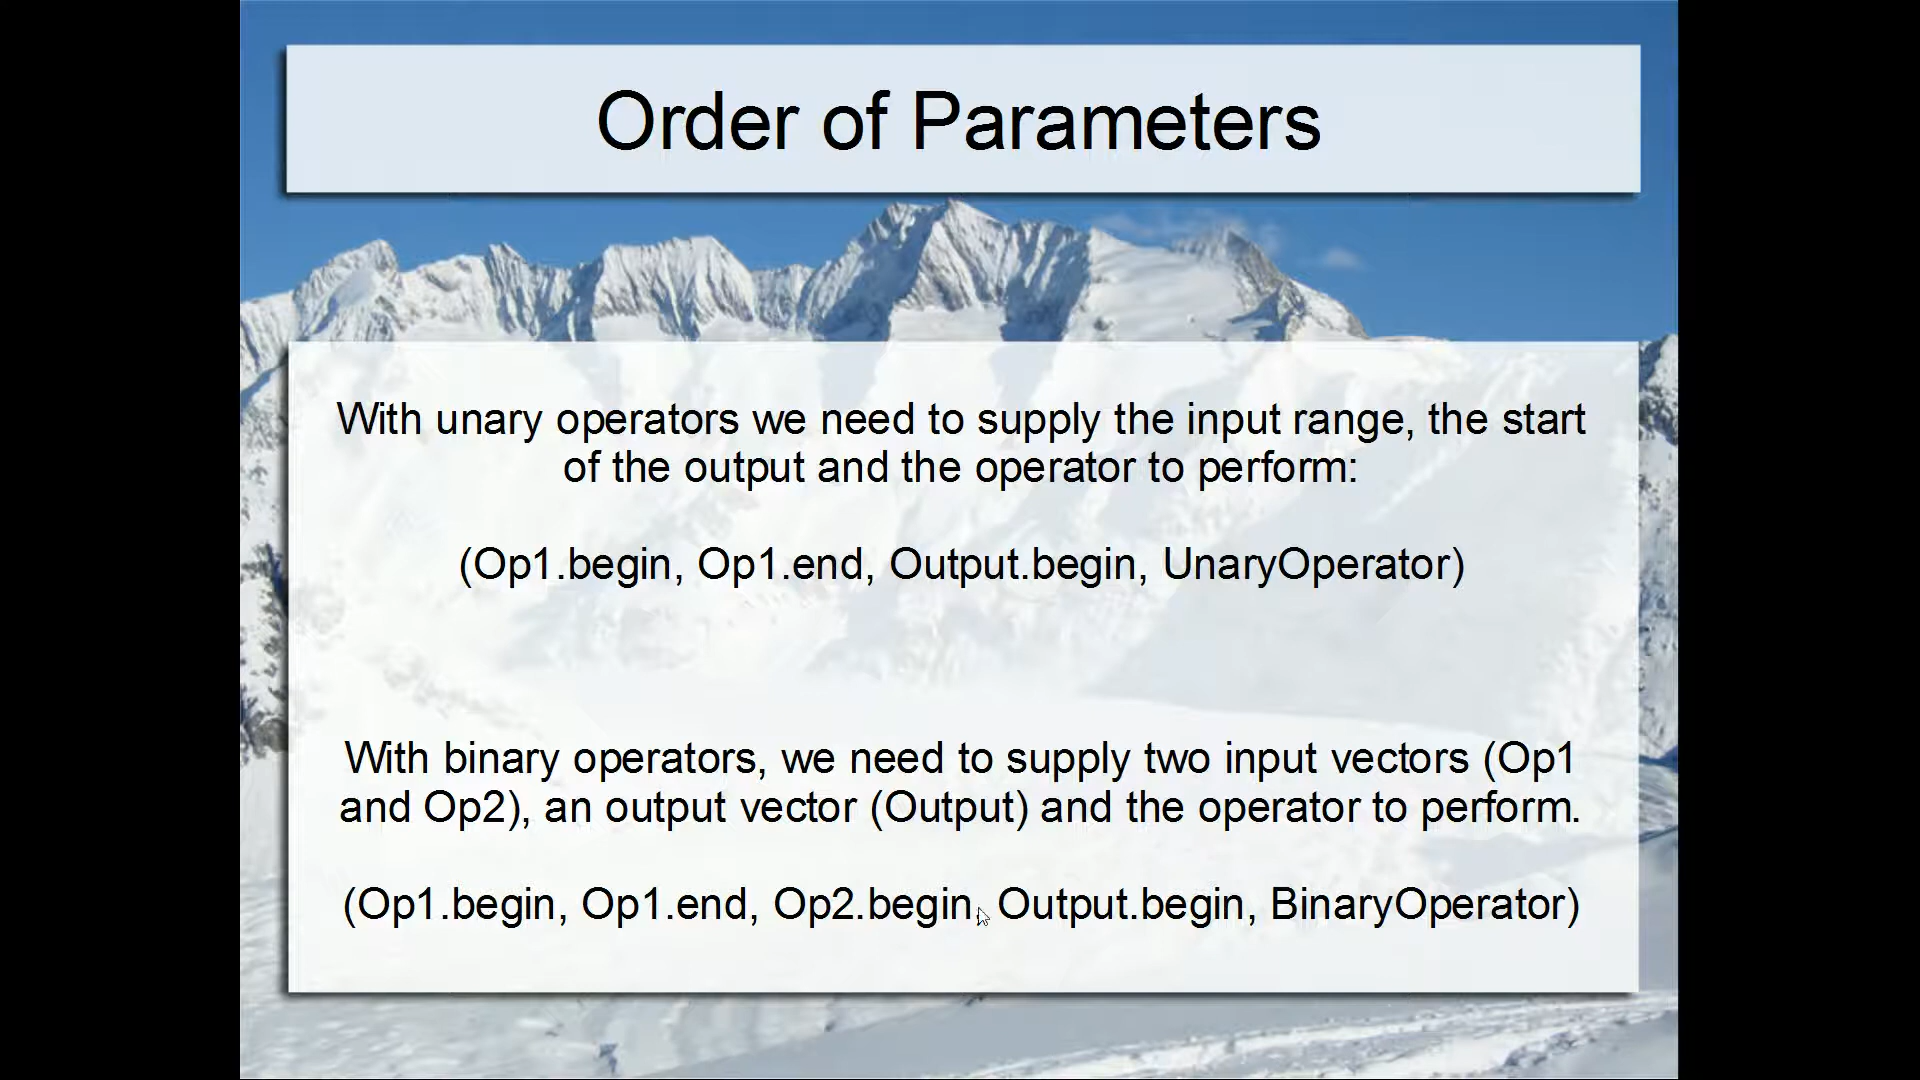 Order of Parameters
With unary operators we need to supply the input range, the start
of the output and the operator to perform:
(Op1.begin, Op1.end, Output.begin, UnaryOperator)
With binary operators, we need to supply two input vectors (Op1
and Op2), an output vector (Output) and the operator to perform.
(Op1.begin, Op1.end, Op2.begin, Output.begin, BinaryOperator)